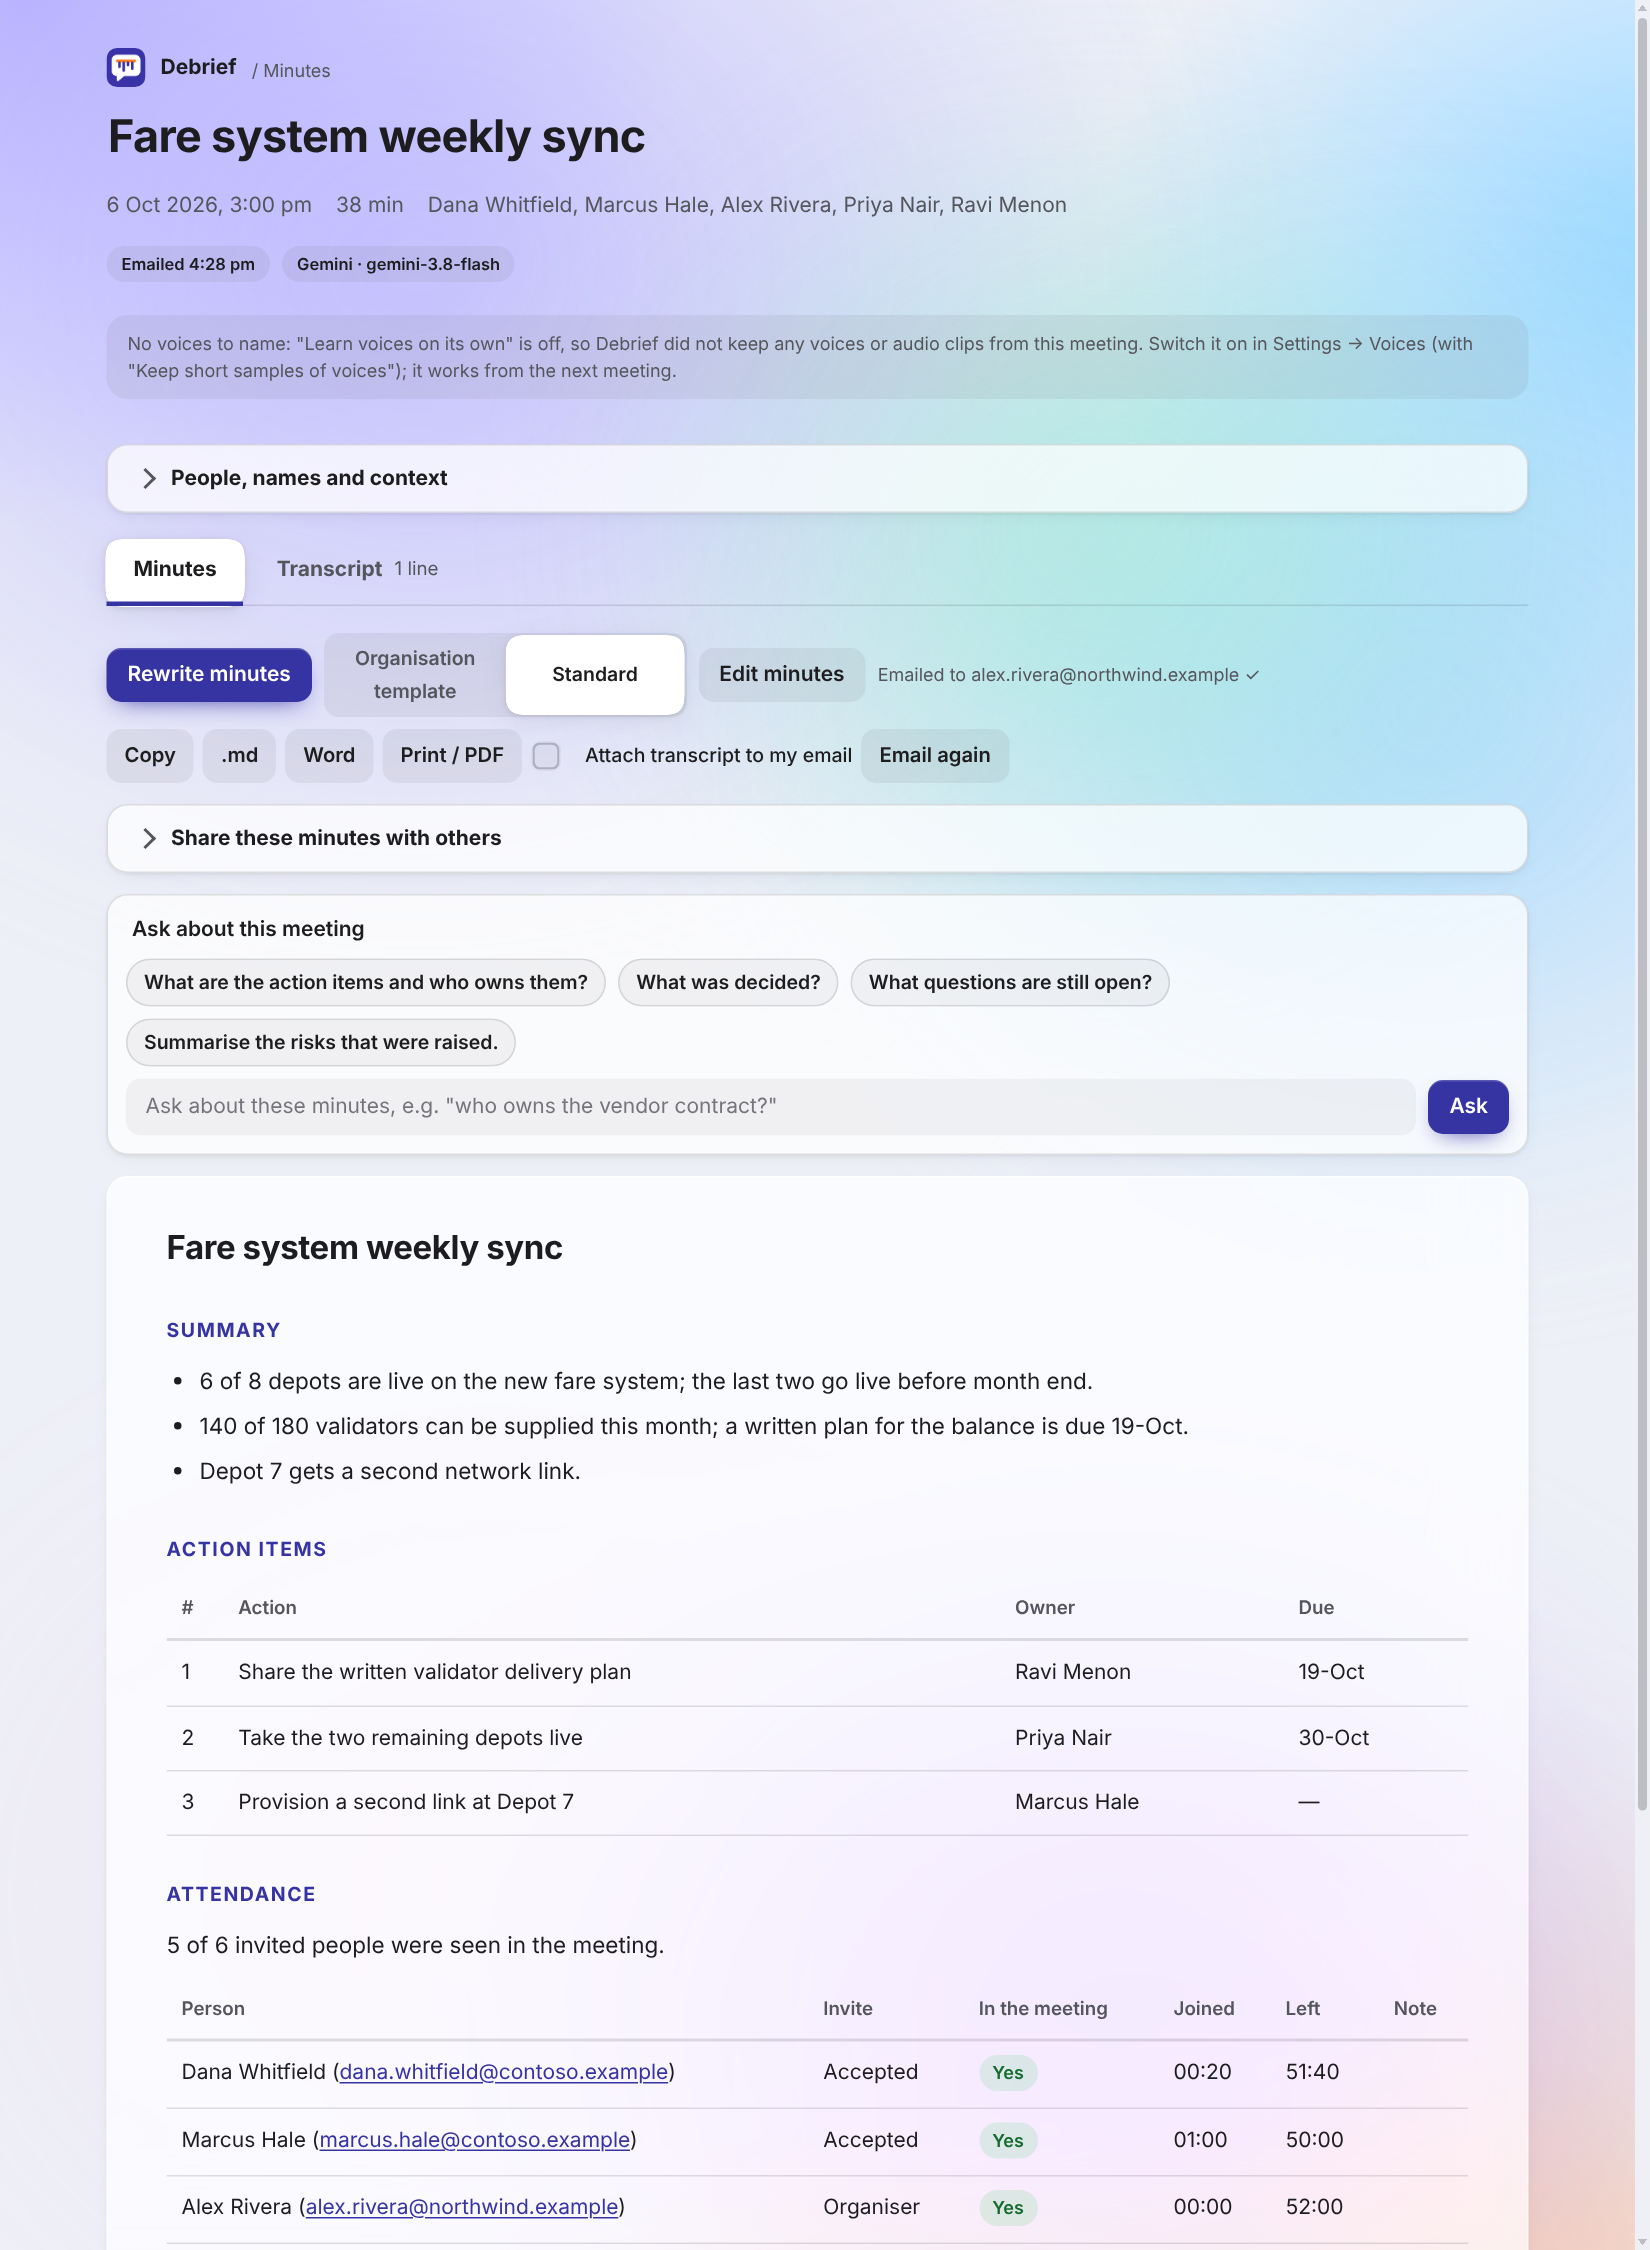 Debrief / Minutes
Fare system weekly sync
6 Oct 2026, 3:00 pm 38 min Dana Whitfield, Marcus Hale, Alex Rivera, Priya Nair, Ravi Menon
Emailed 4:28 pm Gemini · gemini-3.8-flash
No voices to name: "Learn voices on its own" is off, so Debrief did not keep any voices or audio clips from this meeting. Switch it on in Settings → Voices (with
"Keep short samples of voices"); it works from the next meeting.
People, names and context
Minutes Transcript 1 line
Rewrite minutes Organisation template Standard Edit minutes Emailed to alex.rivera@northwind.example ✓
Copy .md Word Print / PDF Attach transcript to my email Email again
Share these minutes with others
Ask about this meeting
What are the action items and who owns them? What was decided? What questions are still open?
Summarise the risks that were raised.
Ask about these minutes, e.g. "who owns the vendor contract?" Ask
Fare system weekly sync
SUMMARY
• 6 of 8 depots are live on the new fare system; the last two go live before month end.
• 140 of 180 validators can be supplied this month; a written plan for the balance is due 19-Oct.
• Depot 7 gets a second network link.
ACTION ITEMS
# Action Owner Due
1 Share the written validator delivery plan Ravi Menon 19-Oct
2 Take the two remaining depots live Priya Nair 30-Oct
3 Provision a second link at Depot 7 Marcus Hale —
ATTENDANCE
5 of 6 invited people were seen in the meeting.
Person Invite In the meeting Joined Left Note
Dana Whitfield (dana.whitfield@contoso.example) Accepted Yes 00:20 51:40
Marcus Hale (marcus.hale@contoso.example) Accepted Yes 01:00 50:00
Alex Rivera (alex.rivera@northwind.example) Organiser Yes 00:00 52:00